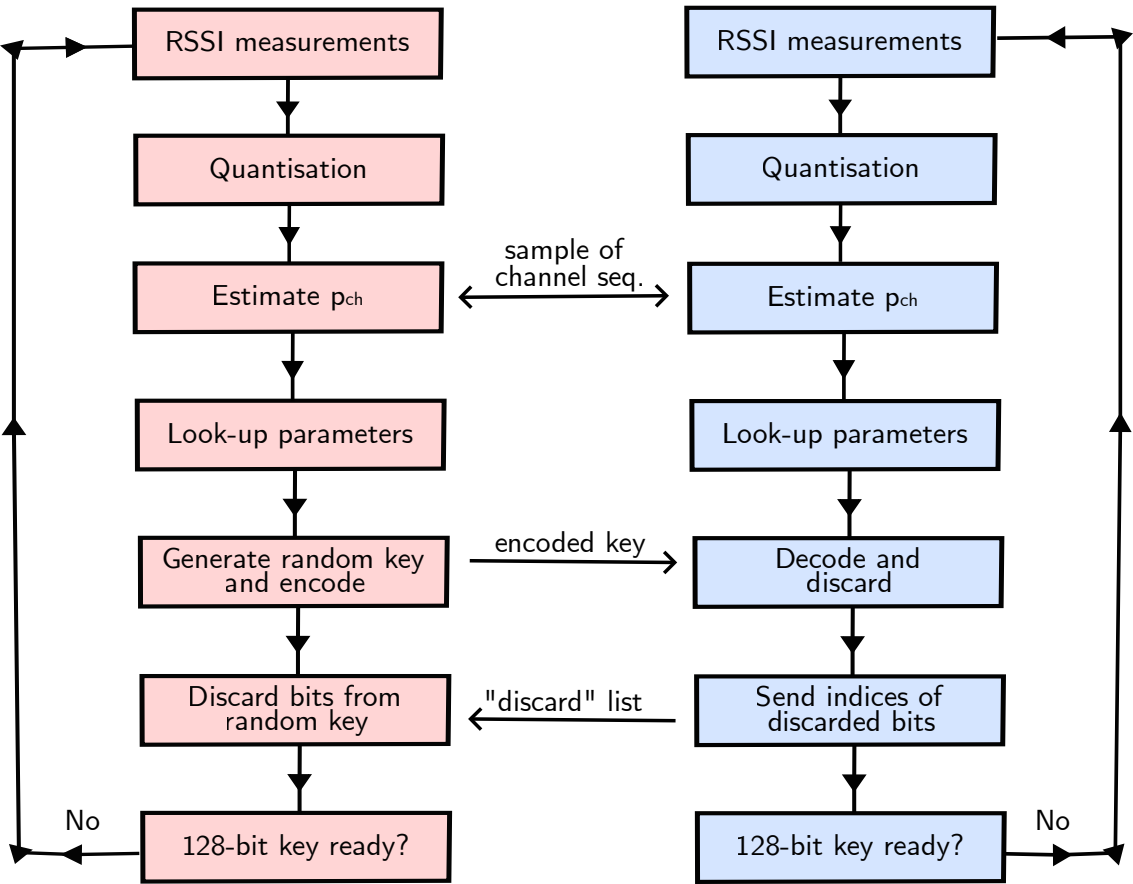 RSSI measurements
RSSI measurements
Quantisation
Quantisation
sample of
channel seq.
Estimate pch
Estimate pch
Look-up parameters
Look-up parameters
Generate random key
and encode
encoded key
Decode and
discard
Discard bits from
random key
"discard" list
Send indices of
discarded bits
No
128-bit key ready?
128-bit key ready?
No